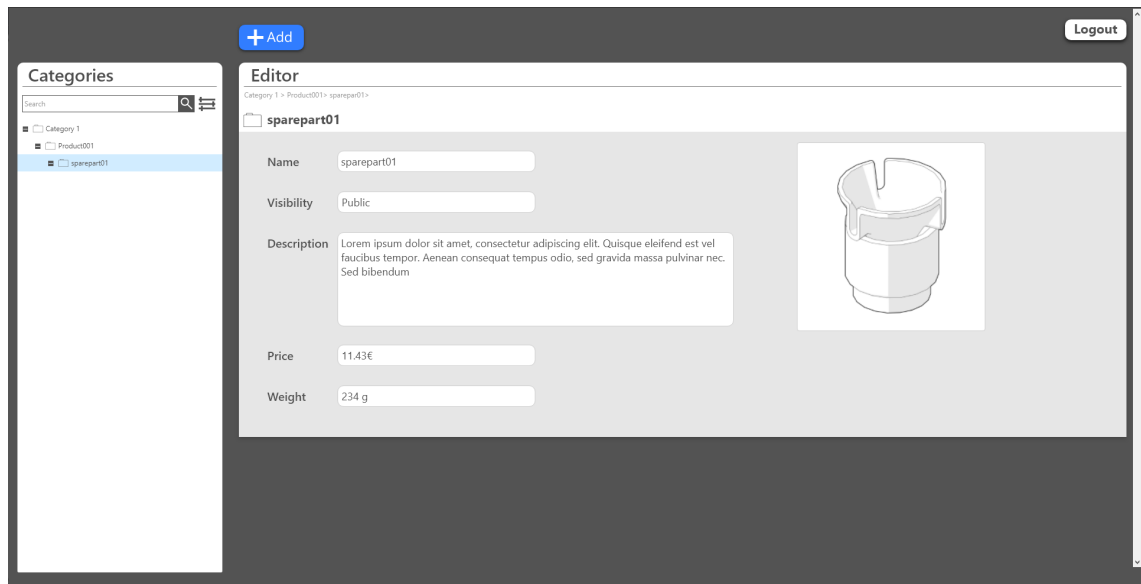 Add
Logout
Categories
Search
Category 1
Product001
sparepart01
Editor
Category 1 > Product001> sparepar01>
sparepart01
Name
sparepart01
Visibility
Public
Description
Lorem ipsum dolor sit amet, consectetur adipiscing elit. Quisque eleifend est vel
faucibus tempor. Aenean consequat tempus odio, sed gravida massa pulvinar nec.
Sed bibendum
Price
11.43€
Weight
234 g